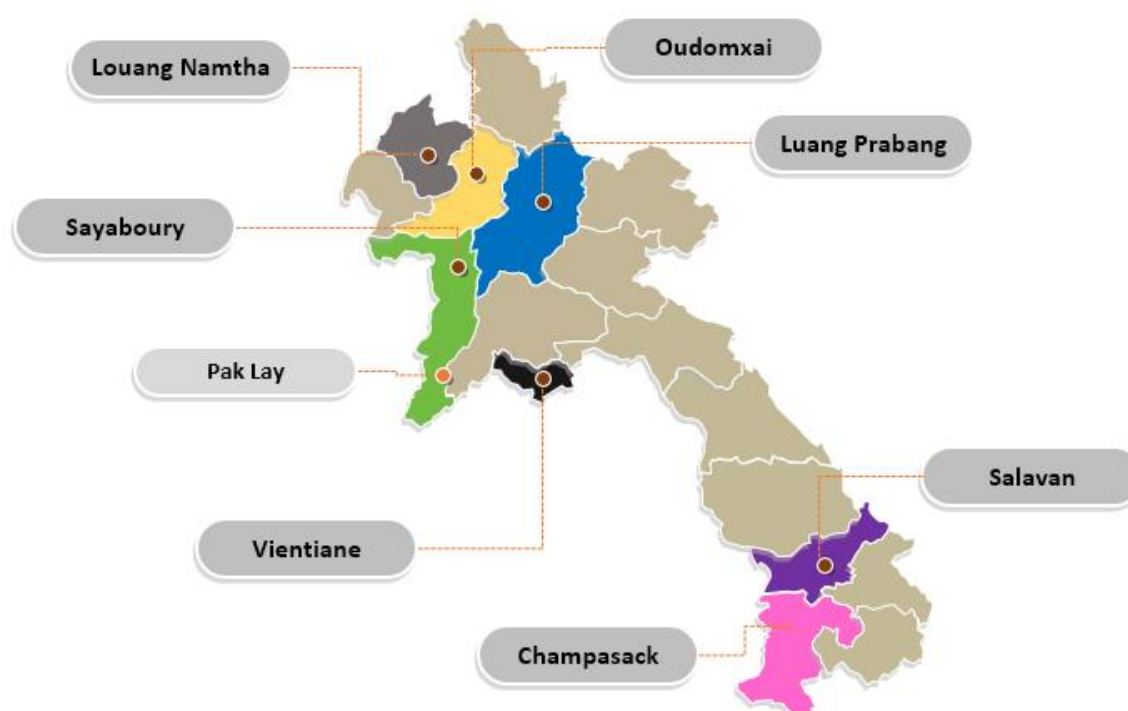 Oudomxai
Louang Namtha
Luang Prabang
Sayaboury
Pak Lay
Salavan
Vientiane
Champasack